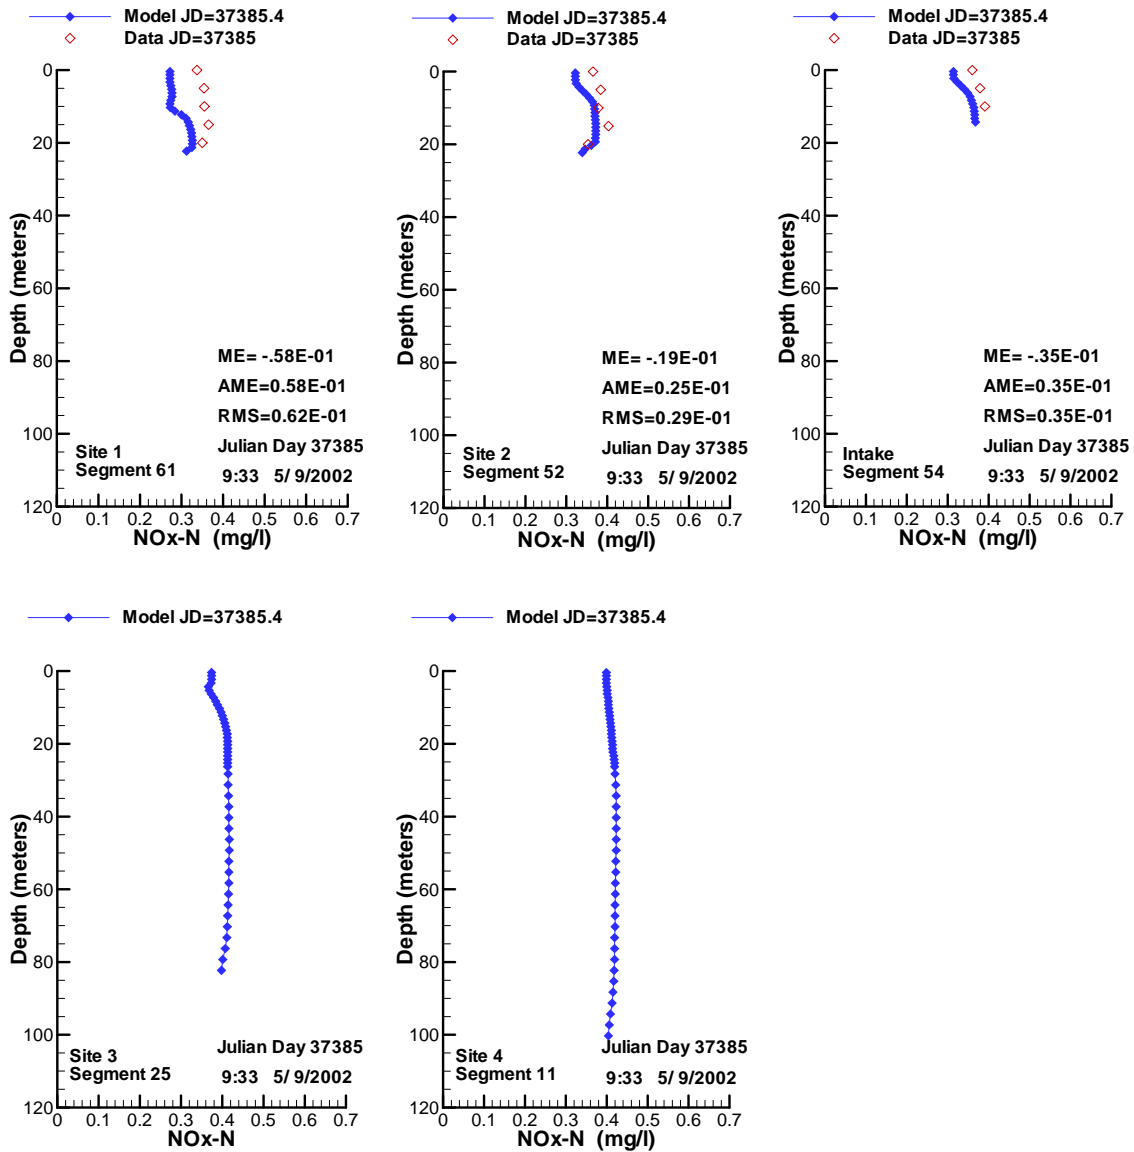 Model JD=37385.4
Data JD=37385
0
20
40
60
80
100
120
Depth (meters)
ME= -.58E-01
AME=0.58E-01
RMS=0.62E-01
Site 1
Segment 61
Julian Day 37385
9:33 5/ 9/2002
0 0.1 0.2 0.3 0.4 0.5 0.6 0.7
NOx-N (mg/l)
Model JD=37385.4
Data JD=37385
0
20
40
60
80
100
120
Depth (meters)
ME= -.19E-01
AME=0.25E-01
RMS=0.29E-01
Site 2
Segment 52
Julian Day 37385
9:33 5/ 9/2002
0 0.1 0.2 0.3 0.4 0.5 0.6 0.7
NOx-N (mg/l)
Model JD=37385.4
Data JD=37385
0
20
40
60
80
100
120
Depth (meters)
ME= -.35E-01
AME=0.35E-01
RMS=0.35E-01
Intake
Segment 54
Julian Day 37385
9:33 5/ 9/2002
0 0.1 0.2 0.3 0.4 0.5 0.6 0.7
NOx-N (mg/l)
Model JD=37385.4
0
20
40
60
80
100
120
Depth (meters)
Site 3
Segment 25
Julian Day 37385
9:33 5/ 9/2002
0 0.1 0.2 0.3 0.4 0.5 0.6 0.7
NOx-N
Model JD=37385.4
0
20
40
60
80
100
120
Depth (meters)
Site 4
Segment 11
Julian Day 37385
9:33 5/ 9/2002
0 0.1 0.2 0.3 0.4 0.5 0.6 0.7
NOx-N (mg/l)